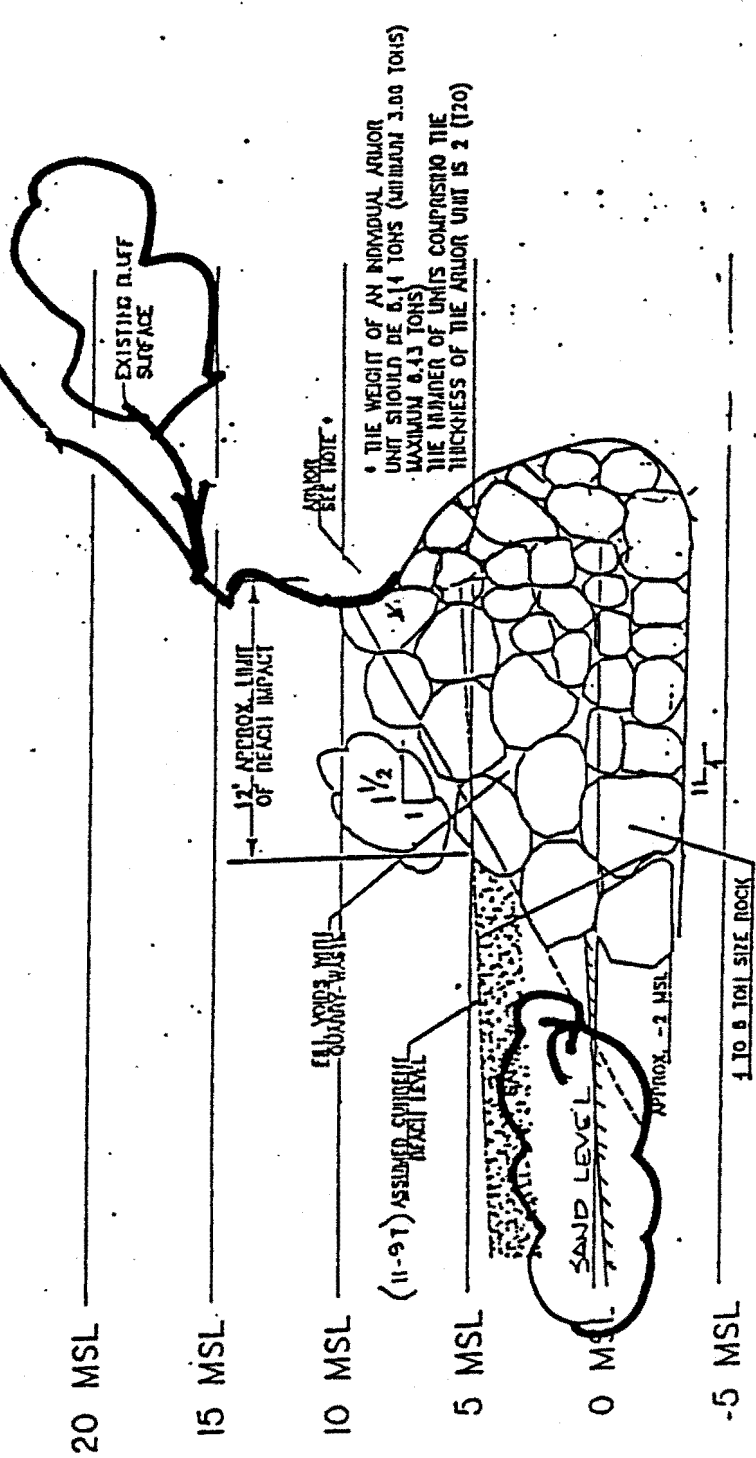 20 MSL
15 MSL
10 MSL
5 MSL
0 MSL
-5 MSL
EXISTING BLUFF
SURFACE
12' APPROX. LIMIT
OF BEACH IMPACT
ARMOR
SEE NOTE *
* THE WEIGHT OF AN INDIVIDUAL ARMOR
UNIT SHOULD BE 8.14 TONS (MINIMUM 3.00 TONS)
MAXIMUM 8.43 TONS)
THE NUMBER OF UNITS COMPRISING THE
THICKNESS OF THE ARMOR UNIT IS 2 (T20)
FILL VOIDS WITH
QUARRY-WASTE
1 1/2
1
(11-97) ASSUMED CURRENT
BEACH LEVEL
SAND LEVEL
APPROX. -2 MSL
4 TO 8 TON SIZE ROCK